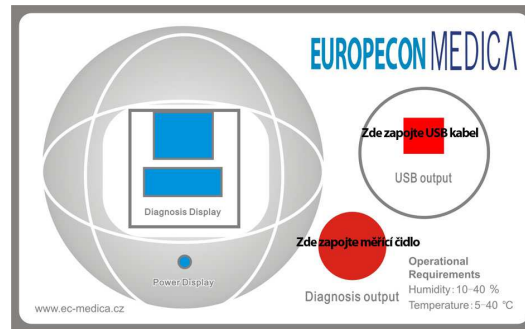 EUROPECON MEDICA
Zde zapojte USB kabel
USB output
Diagnosis Display
Zde zapojte měřící čidlo
Power Display
Diagnosis output
Operational
Requirements
Humidity: 10-40 %
Temperature: 5-40 °C
www.ec-medica.cz